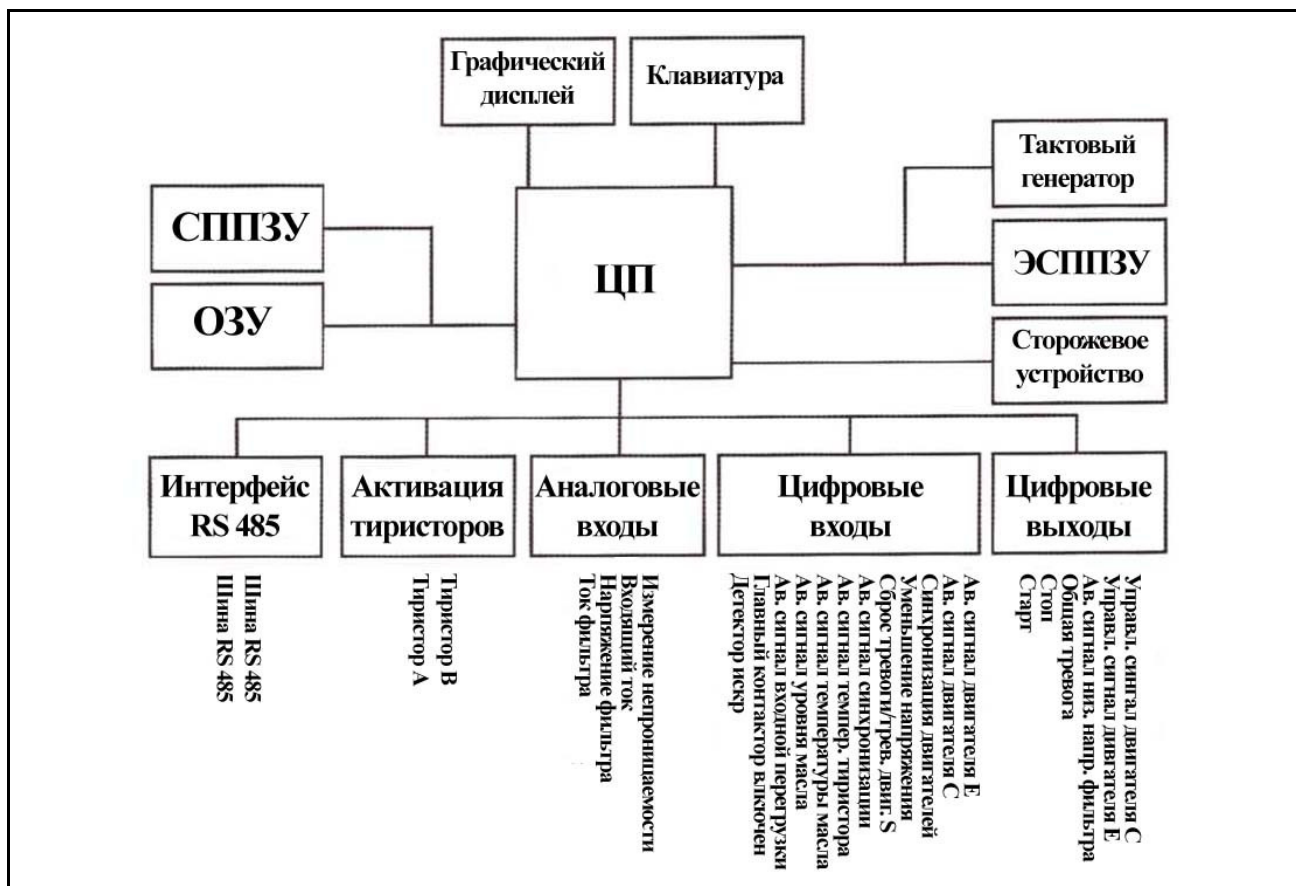 Графический
дисплей
Клавиатура
Тактовый
генератор
СППЗУ
ЦП
ЭСППЗУ
ОЗУ
Сторожевое
устройство
Интерфейс
RS 485
Активация
тиристоров
Аналоговые
входы
Цифровые
входы
Цифровые
выходы
Шина RS 485
Шина RS 485
Тиристор B
Тиристор A
Измерение непроницаемости
Входящий ток
Нарпяжение фильтра
Ток фильтра
Ав. сигнал двигателя E
Ав. сигнал двигателя C
Синхронизация двигателей
Уменьшение напряжения
Сброс тревоги/трев. двиг. S
Ав. сигнал синхронизации
Ав. сигнал темпер. тиристора
Ав. сигнал температуры масла
Ав. сигнал уровня масла
Ав. сигнал входной перегрузки
Главный контактор влключен
Детектор искр
Управл. сингал двигателя C
Управл. сигнал дивгателя E
Ав. сигнал низ. напр. фильтра
Общая тревога
Стоп
Старт